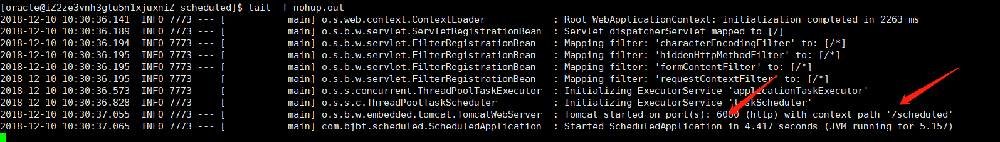 [oracle@iZ2ze3vnh3gtu5n1xjuxniZ scheduled]$ tail -f nohup.out
2018-12-10 10:30:36.141  INFO 7773 --- [           main] o.s.web.context.ContextLoader            : Root WebApplicationContext: initialization completed in 2263 ms
2018-12-10 10:30:36.189  INFO 7773 --- [           main] o.s.b.w.servlet.ServletRegistrationBean  : Servlet dispatcherServlet mapped to [/]
2018-12-10 10:30:36.194  INFO 7773 --- [           main] o.s.b.w.servlet.FilterRegistrationBean   : Mapping filter: 'characterEncodingFilter' to: [/*]
2018-12-10 10:30:36.195  INFO 7773 --- [           main] o.s.b.w.servlet.FilterRegistrationBean   : Mapping filter: 'hiddenHttpMethodFilter' to: [/*]
2018-12-10 10:30:36.195  INFO 7773 --- [           main] o.s.b.w.servlet.FilterRegistrationBean   : Mapping filter: 'formContentFilter' to: [/*]
2018-12-10 10:30:36.195  INFO 7773 --- [           main] o.s.b.w.servlet.FilterRegistrationBean   : Mapping filter: 'requestContextFilter' to: [/*]
2018-12-10 10:30:36.573  INFO 7773 --- [           main] o.s.s.concurrent.ThreadPoolTaskExecutor  : Initializing ExecutorService 'applicationTaskExecutor'
2018-12-10 10:30:36.828  INFO 7773 --- [           main] o.s.s.c.ThreadPoolTaskScheduler          : Initializing ExecutorService 'taskScheduler'
2018-12-10 10:30:37.055  INFO 7773 --- [           main] o.s.b.w.embedded.tomcat.TomcatWebServer  : Tomcat started on port(s): (http) with context path '/scheduled'
2018-12-10 10:30:37.065  INFO 7773 --- [           main] com.bjbt.scheduled.ScheduledApplication  : Started ScheduledApplication in 4.417 seconds (JVM running for 5.157)